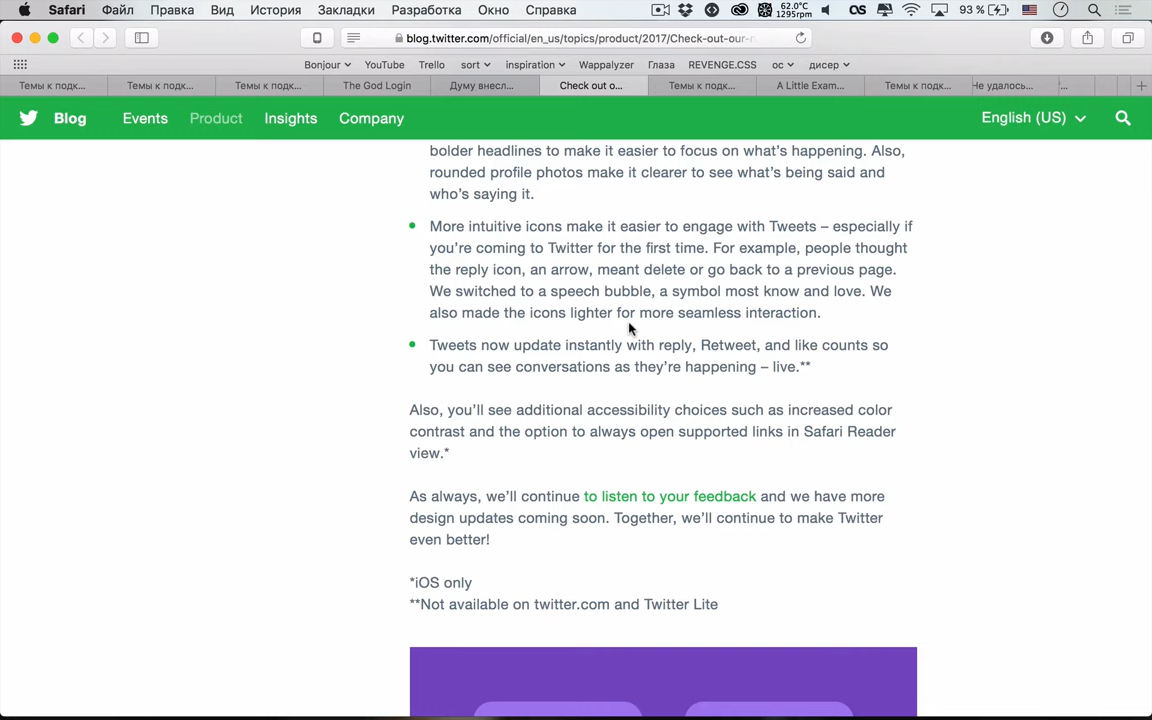 Safari Файл Правка Вид История Закладки Разработка Окно Справка 62.0°C 1295rpm 93 %
blog.twitter.com/official/en_us/topics/product/2017/Check-out-our-n
Bonjour YouTube Trello sort inspiration Wappalyzer Глаза REVENGE.CSS ос дисер
Темы к подк... Темы к подк... Темы к подк... The God Login Думу внесл... Check out o... Темы к подк... A Little Exam... Темы к подк... Не удалось... ...
Blog Events Product Insights Company English (US)
bolder headlines to make it easier to focus on what’s happening. Also,
rounded profile photos make it clearer to see what’s being said and
who’s saying it.
More intuitive icons make it easier to engage with Tweets – especially if
you’re coming to Twitter for the first time. For example, people thought
the reply icon, an arrow, meant delete or go back to a previous page.
We switched to a speech bubble, a symbol most know and love. We
also made the icons lighter for more seamless interaction.
Tweets now update instantly with reply, Retweet, and like counts so
you can see conversations as they’re happening – live.**
Also, you’ll see additional accessibility choices such as increased color
contrast and the option to always open supported links in Safari Reader
view.*
As always, we’ll continue to listen to your feedback and we have more
design updates coming soon. Together, we’ll continue to make Twitter
even better!
*iOS only
**Not available on twitter.com and Twitter Lite